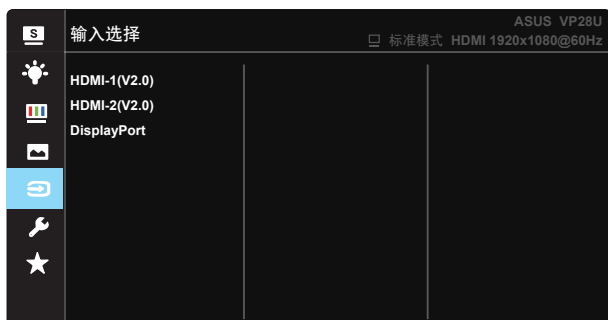 S
输入选择
ASUS VP28U
标准模式 HDMI 1920x1080@60Hz
HDMI-1(V2.0)
HDMI-2(V2.0)
DisplayPort